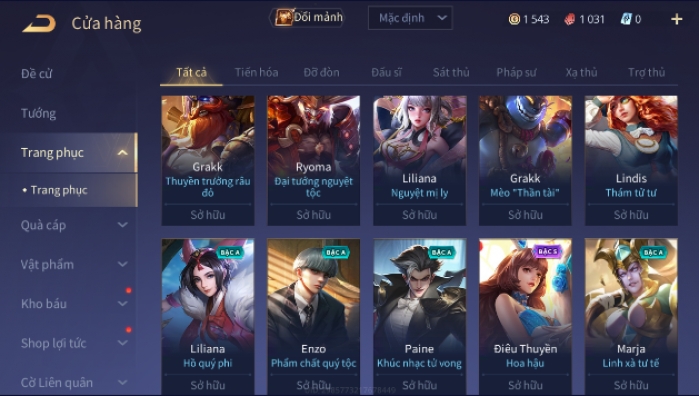 Cửa hàng
Đổi mảnh
Mặc định
1 543
1 031
0
+
Đề cử
Tướng
Trang phục
• Trang phục
Quà cáp
Vật phẩm
Kho báu
Shop lợi tức
Cờ Liên quân
Tất cả
Tiến hóa
Đỡ đòn
Đấu sĩ
Sát thủ
Pháp sư
Xạ thủ
Trợ thủ
Grakk
Thuyền trưởng râu
đỏ
Sở hữu
Ryoma
Đại tướng nguyệt
tộc
Sở hữu
Liliana
Nguyệt mị ly
Sở hữu
Grakk
Mèo "Thần tài"
Sở hữu
Lindis
Thám tử tư
Sở hữu
BẬC A
Liliana
Hồ quý phi
Sở hữu
BẬC A
Enzo
Phẩm chất quý tộc
Sở hữu
BẬC A
Paine
Khúc nhạc tử vong
Sở hữu
BẬC S
Điêu Thuyền
Hoa hậu
Sở hữu
BẬC A
Marja
Linh xà tư tế
Sở hữu